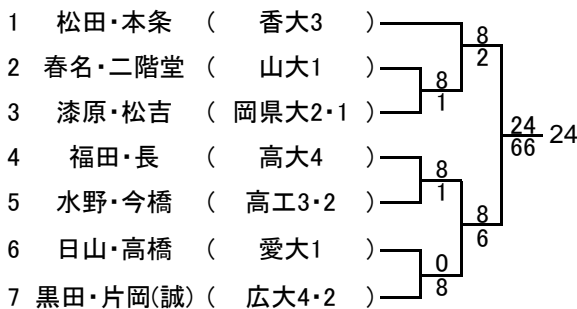 1 松田・本条 ( 香大3 )
8
2 春名・二階堂 ( 山大1 )
2
8
3 漆原・松吉 ( 岡県大2・1 )
1
24
66
24
4 福田・長 ( 高大4 )
8
5 水野・今橋 ( 高工3・2 )
1
8
6
6 日山・高橋 ( 愛大1 )
0
7 黒田・片岡(誠) ( 広大4・2 )
8